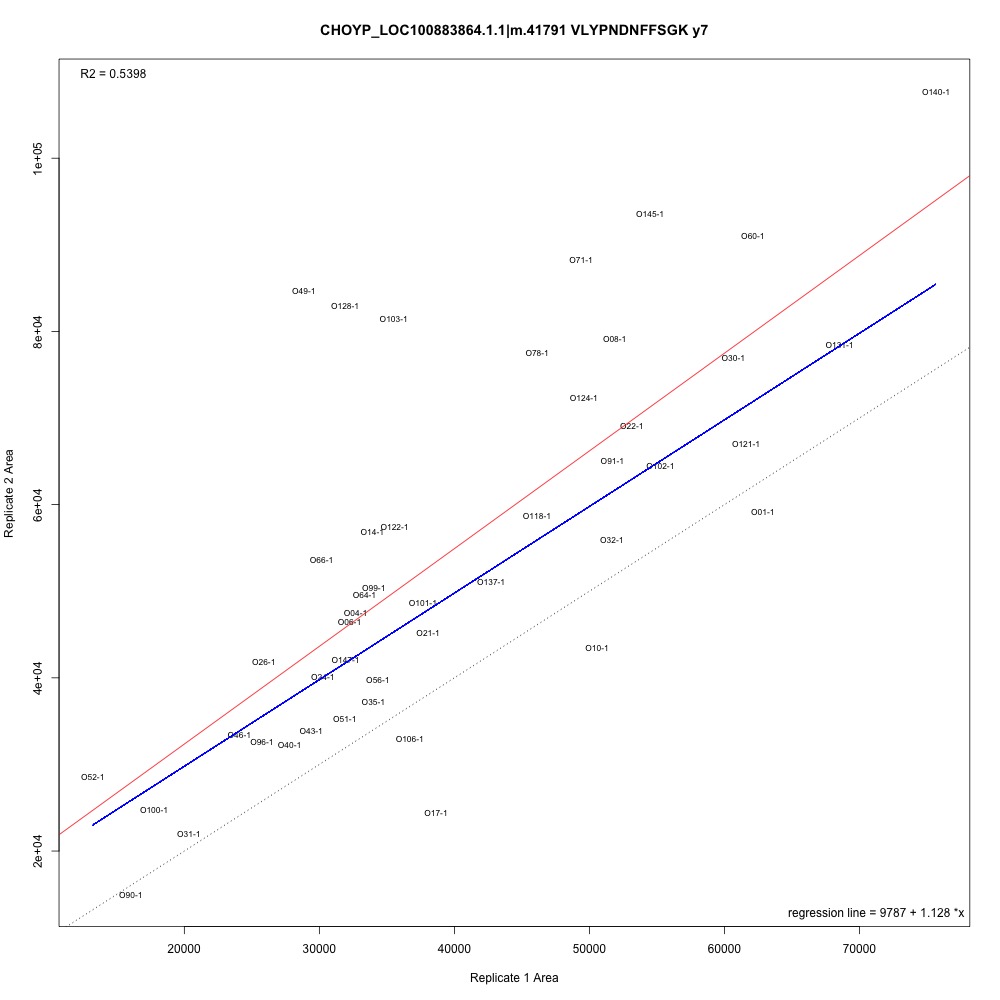 CHOYP_LOC100883864.1.1|m.41791 VLYPNDNFFSGK y7
R2 = 0.5398
O140-1
O145-1
O60-1
O71-1
O49-1
O128-1
O103-1
O08-1
O131-1
O78-1
O30-1
O124-1
O22-1
O121-1
O91-1
O102-1
O118-1
O01-1
O122-1
O14-1
O32-1
O66-1
O137-1
O99-1
O64-1
O101-1
O04-1
O06-1
O21-1
O10-1
O147-1
O26-1
O24-1
O56-1
O35-1
O51-1
O43-1
O46-1
O96-1
O40-1
O106-1
O52-1
O100-1
O17-1
O31-1
O90-1
regression line = 9787 + 1.128 *x
1e+05
8e+04
6e+04
4e+04
2e+04
Replicate 2 Area
20000 30000 40000 50000 60000 70000
Replicate 1 Area